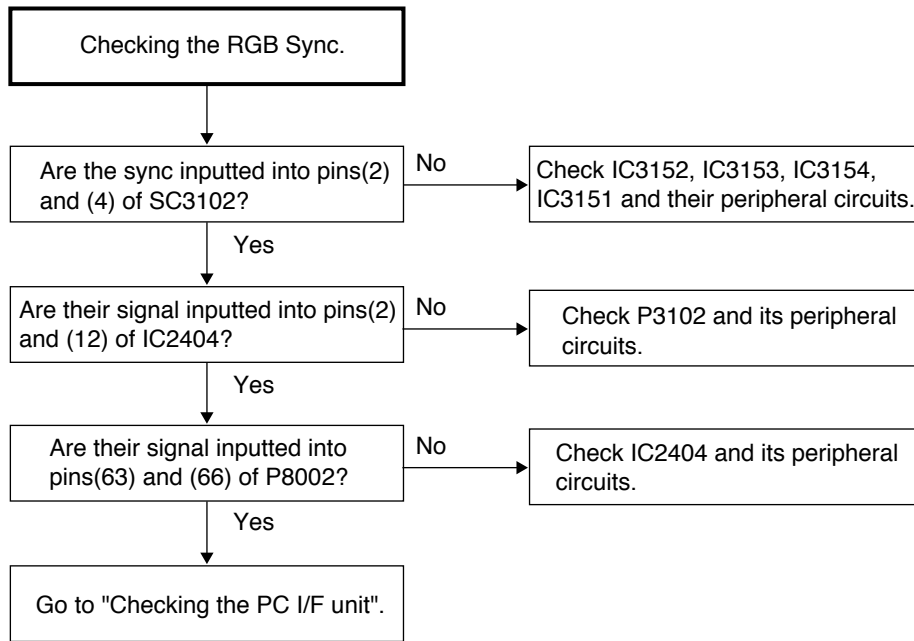 Checking the RGB Sync.
Are the sync inputted into pins(2)
and (4) of SC3102?
No
Check IC3152, IC3153, IC3154,
IC3151 and their peripheral circuits.
Yes
Are their signal inputted into pins(2)
and (12) of IC2404?
No
Check P3102 and its peripheral
circuits.
Yes
Are their signal inputted into
pins(63) and (66) of P8002?
No
Check IC2404 and its peripheral
circuits.
Yes
Go to "Checking the PC I/F unit".